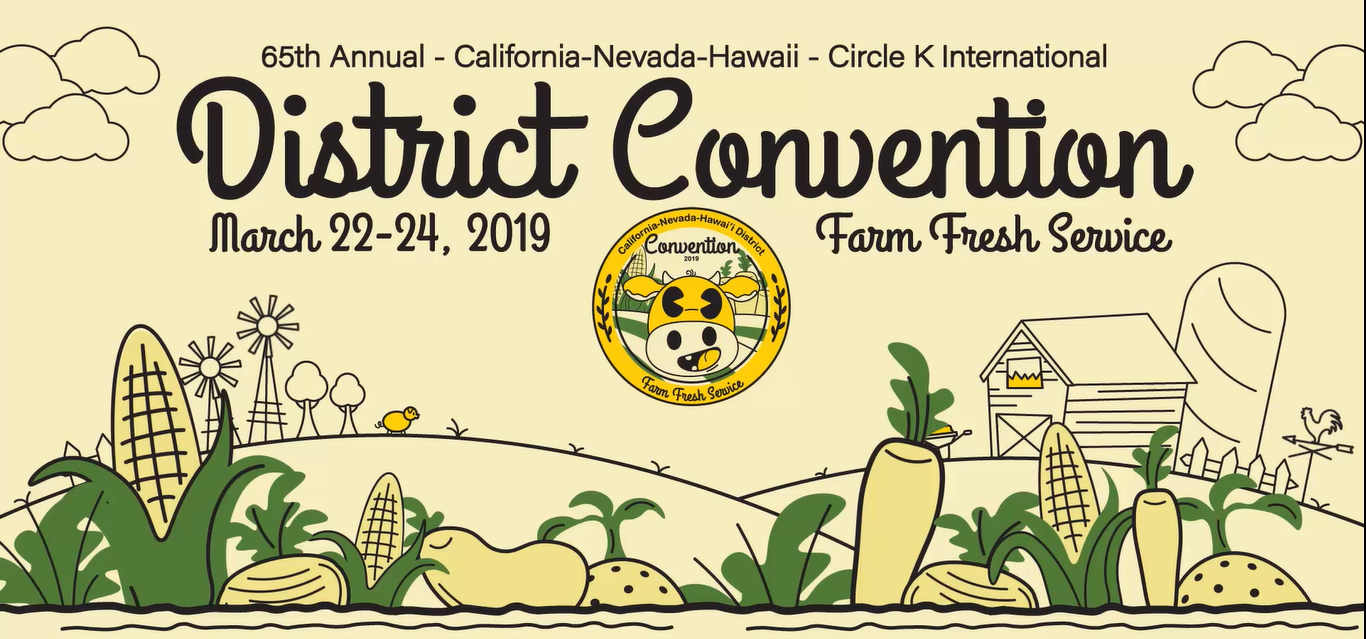 65th Annual - California-Nevada-Hawaii - Circle K International
District Convention
March 22-24, 2019
Farm Fresh Service
California-Nevada-Hawai'i District
Convention
2019
Farm Fresh Service